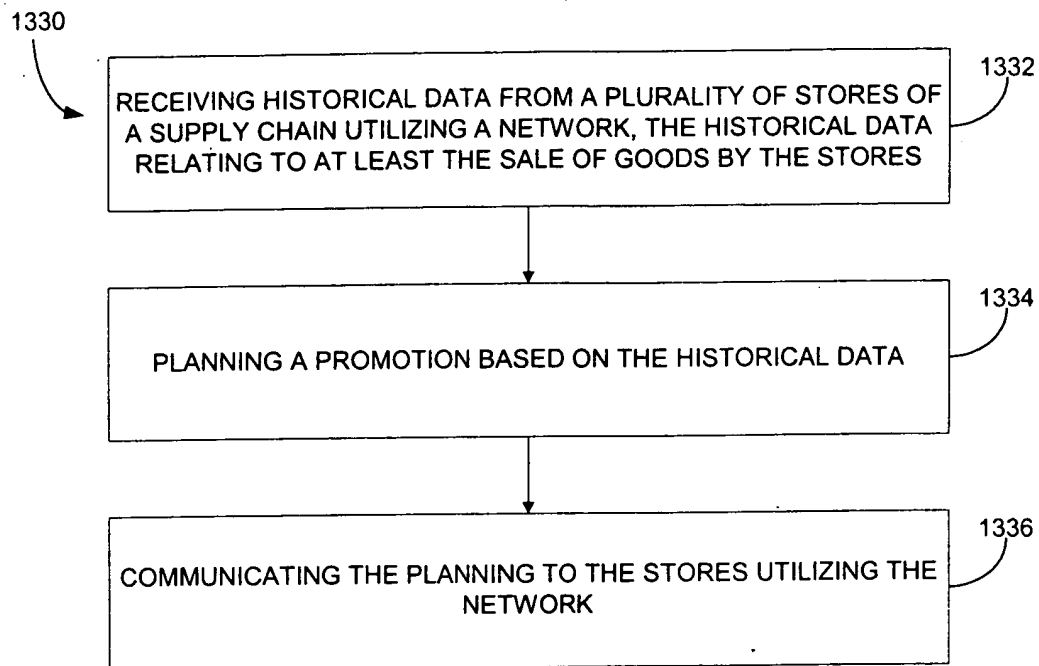 1330
1332
RECEIVING HISTORICAL DATA FROM A PLURALITY OF STORES OF
A SUPPLY CHAIN UTILIZING A NETWORK, THE HISTORICAL DATA
RELATING TO AT LEAST THE SALE OF GOODS BY THE STORES
1334
PLANNING A PROMOTION BASED ON THE HISTORICAL DATA
1336
COMMUNICATING THE PLANNING TO THE STORES UTILIZING THE
NETWORK